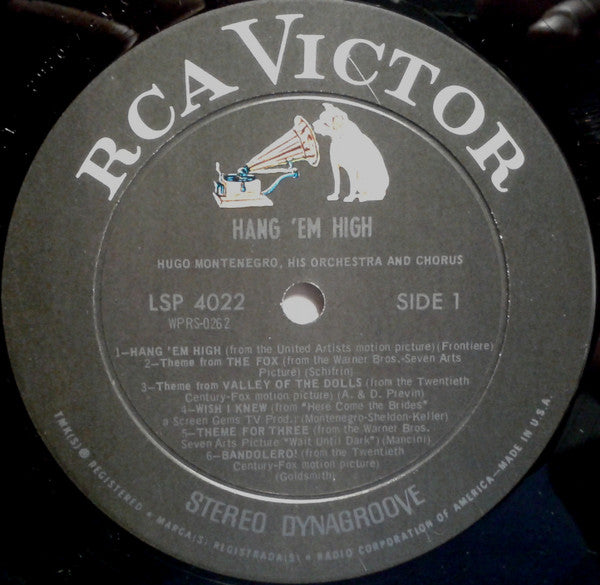 RCA VICTOR
HANG 'EM HIGH
HUGO MONTENEGRO, HIS ORCHESTRA AND CHORUS
LSP 4022
SIDE 1
WPRS-0262
1—HANG 'EM HIGH (from the United Artists motion picture) (Frontiere)
2—Theme from THE FOX (from the Warner Bros.-Seven Arts
Picture) (Schifrin)
3—Theme from VALLEY OF THE DOLLS (from the Twentieth
Century-Fox motion picture) (A. & D. Previn)
4—WISH I KNEW (from "Here Come the Brides"
a Screen Gems TV Prod.) (Montenegro-Sheldon-Keller)
5—THEME FOR THREE (from the Warner Bros.
Seven Arts Picture "Wait Until Dark") (Mancini)
6—BANDOLERO! (from the Twentieth
Century-Fox motion picture)
(Goldsmith)
STEREO DYNAGROOVE
TMK(S) ® REGISTERED • MARCA(S) REGISTRADA(S) • RADIO CORPORATION OF AMERICA—MADE IN U.S.A.